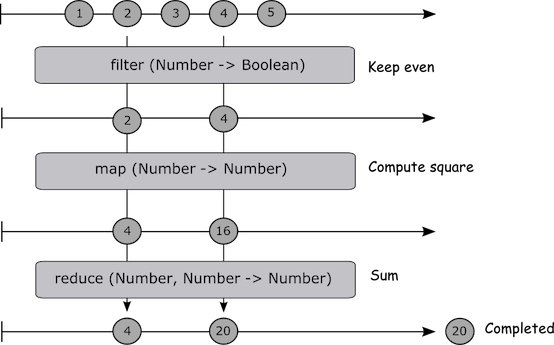 1 2 3 4 5
filter (Number -> Boolean) Keep even
2 4
map (Number -> Number) Compute square
4 16
reduce (Number, Number -> Number) Sum
4 20 20 Completed